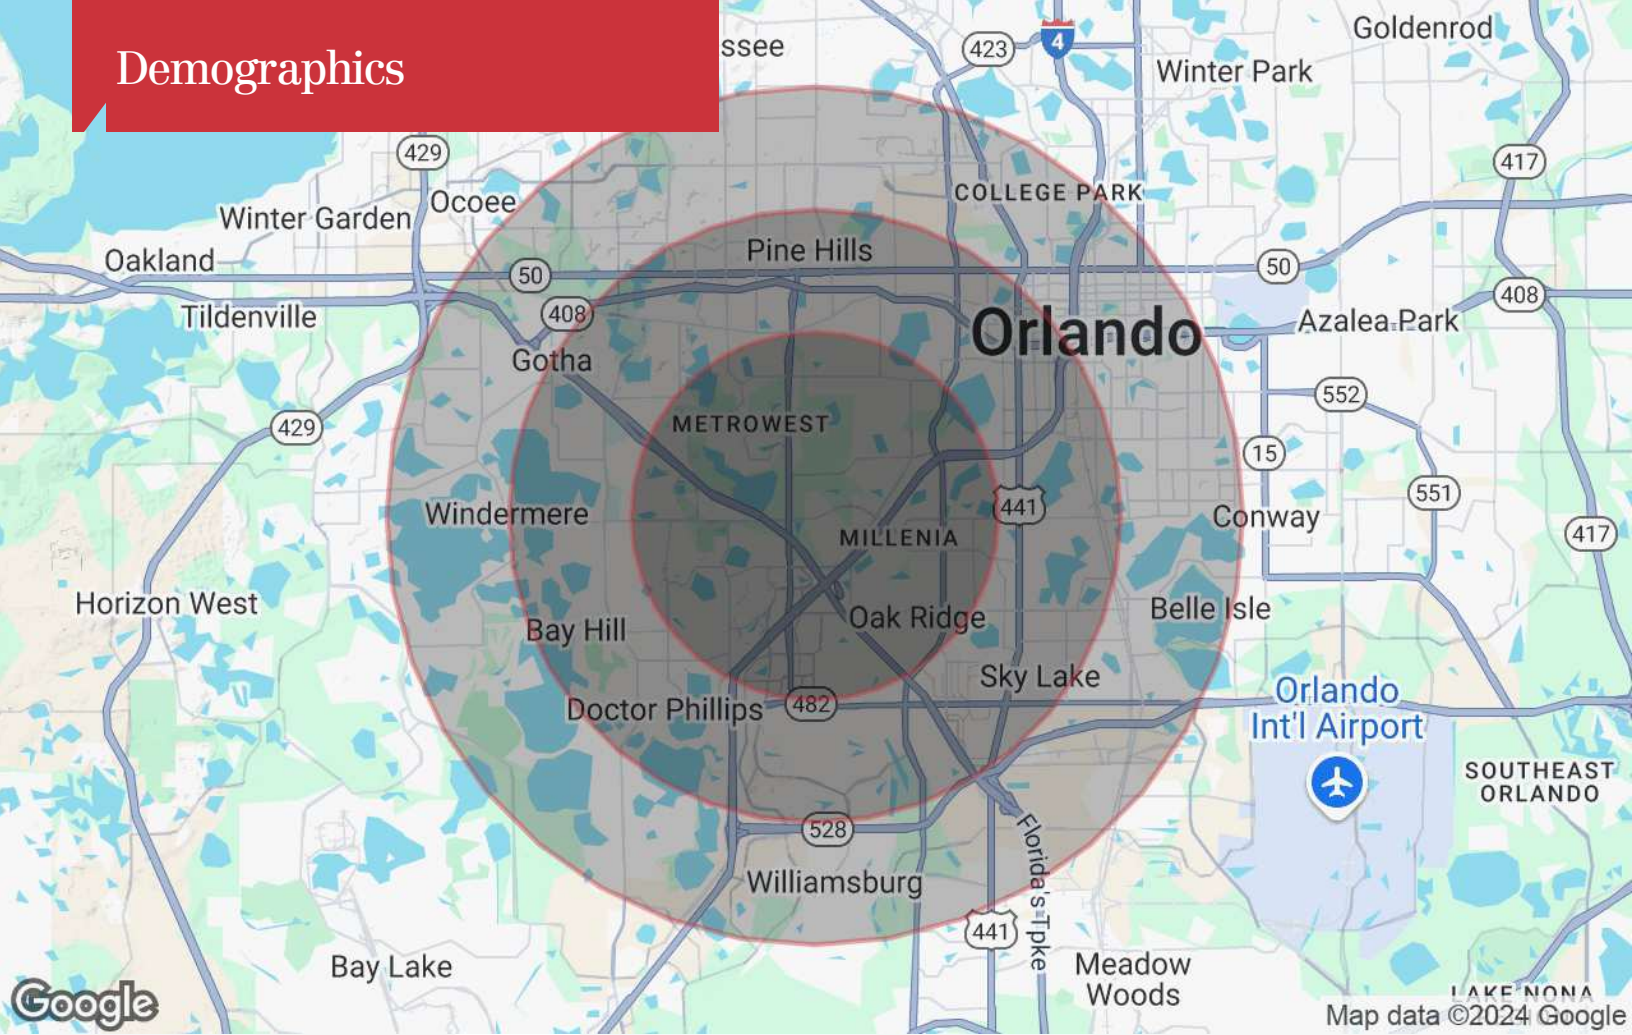 Demographics
ssee
423
4
Goldenrod
Winter Park
429
417
COLLEGE PARK
Ocoee
Winter Garden
Pine Hills
Oakland
50
50
408
408
Tildenville
Orlando
Azalea Park
Gotha
552
METROWEST
429
15
551
441
Windermere
Conway
MILLENIA
417
Horizon West
Oak Ridge
Belle Isle
Bay Hill
Sky Lake
Orlando
Int'l Airport
Doctor Phillips
482
SOUTHEAST
ORLANDO
528
Florida's Tpke
Williamsburg
441
Bay Lake
Meadow
Woods
LAKE NONA
Google
Map data ©2024 Google